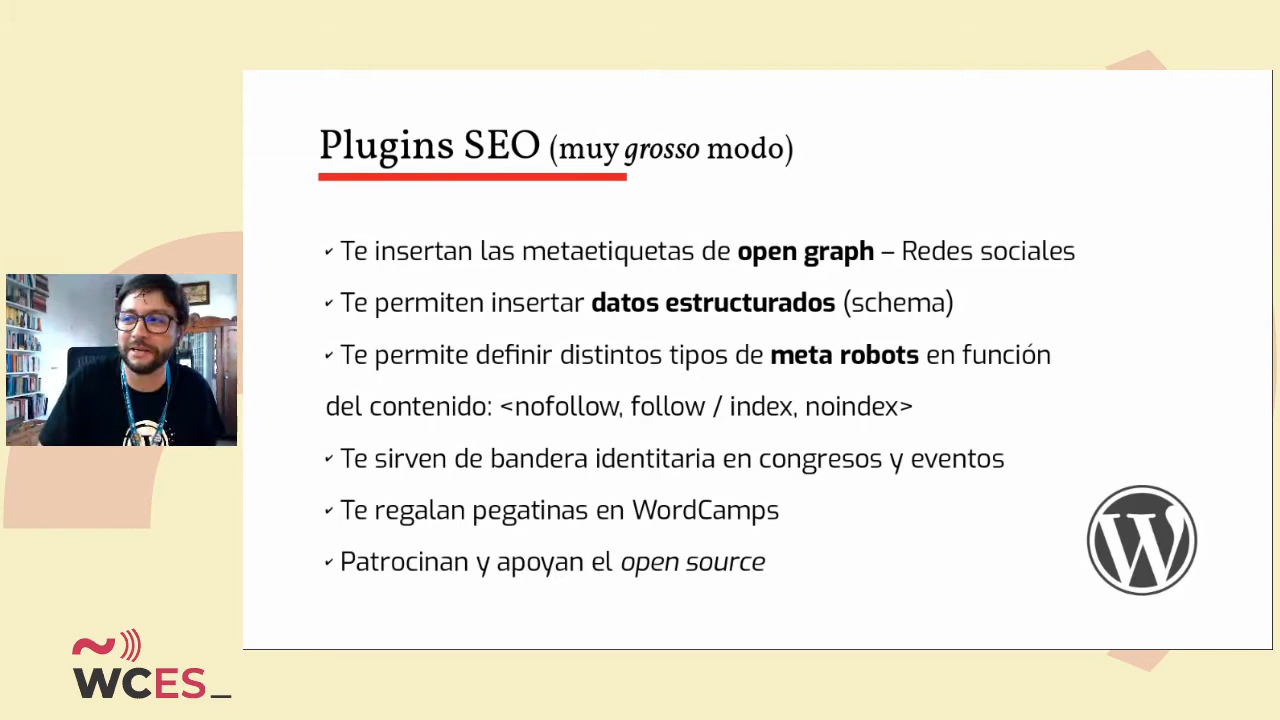 Plugins SEO (muy grosso modo)
✓ Te insertan las metaetiquetas de open graph – Redes sociales
✓ Te permiten insertar datos estructurados (schema)
✓ Te permite definir distintos tipos de meta robots en función
del contenido: <nofollow, follow / index, noindex>
✓ Te sirven de bandera identitaria en congresos y eventos
✓ Te regalan pegatinas en WordCamps
✓ Patrocinan y apoyan el open source
WCES_